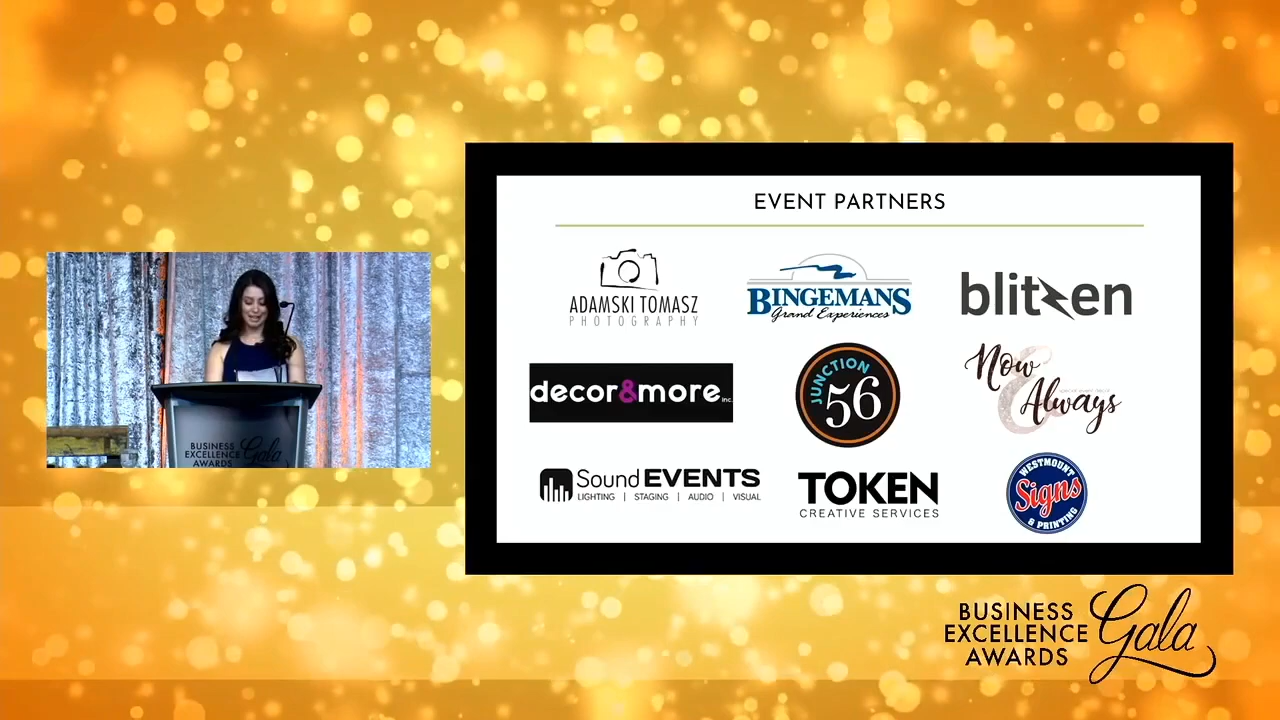 EVENT PARTNERS
ADAMSKI TOMASZ
PHOTOGRAPHY
BINGEMANS
Grand Experiences
blitzen
decor&more inc.
JUNCTION
56
Now
&
Always
Sound EVENTS
LIGHTING | STAGING | AUDIO | VISUAL
TOKEN
CREATIVE SERVICES
WESTMOUNT
Signs
& PRINTING
BUSINESS
EXCELLENCE
AWARDS
Gala
BUSINESS
EXCELLENCE
AWARDS
Gala